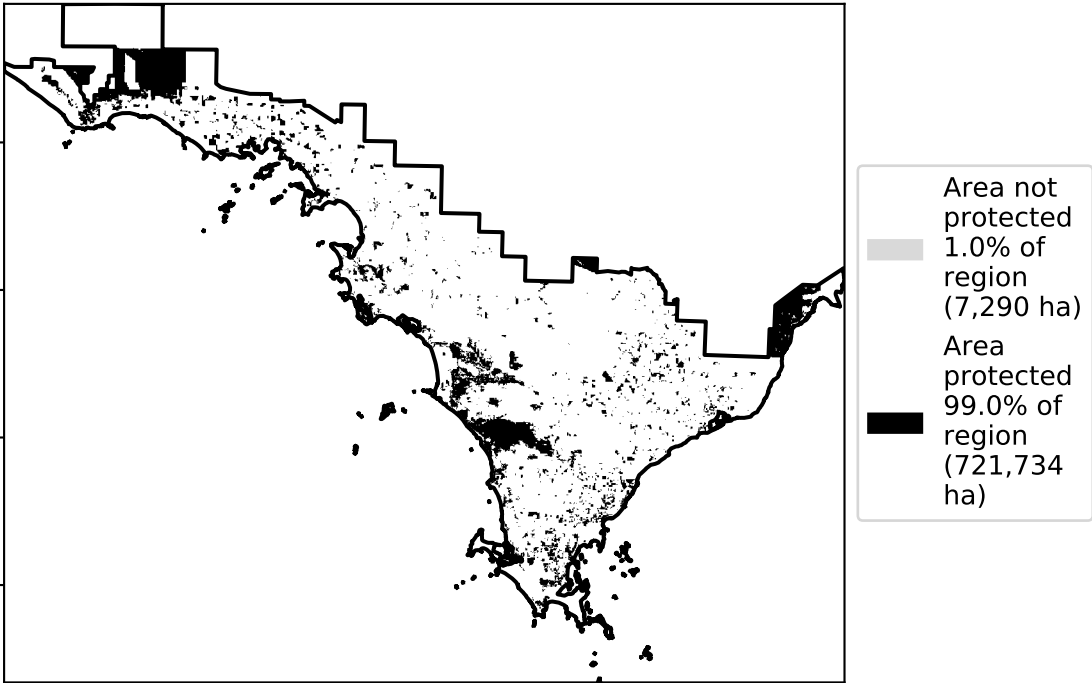 Area not
protected
1.0% of
region
(7,290 ha)
Area
protected
99.0% of
region
(721,734
ha)